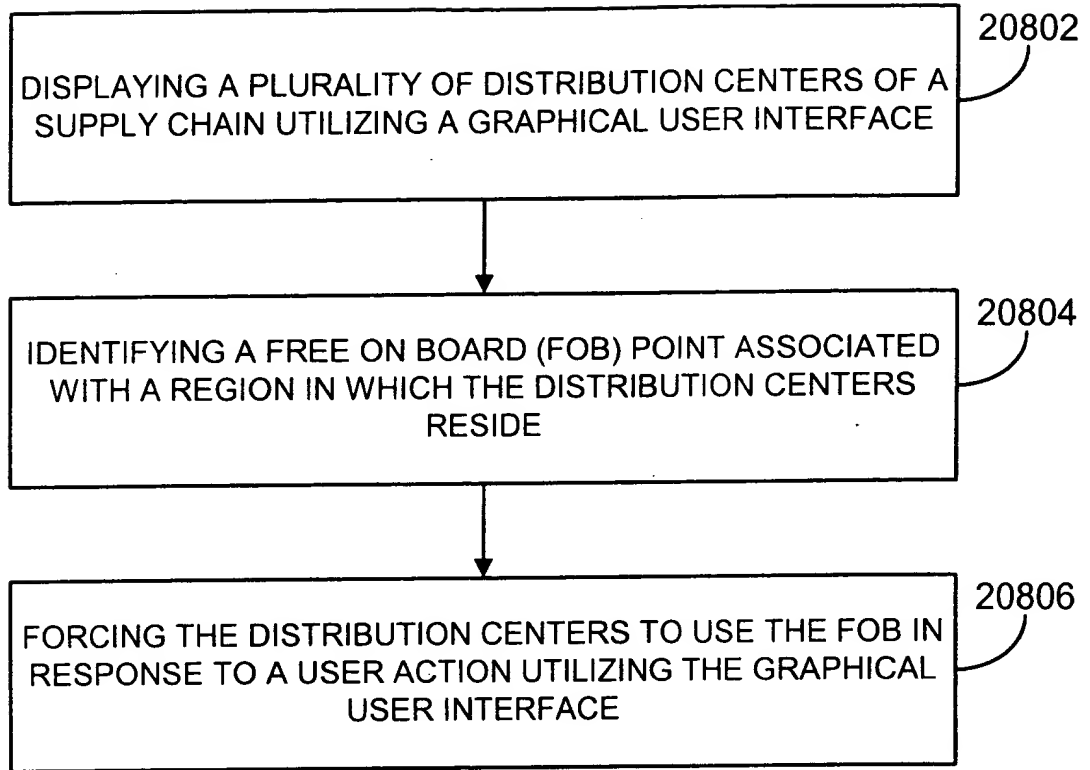 20802
DISPLAYING A PLURALITY OF DISTRIBUTION CENTERS OF A
SUPPLY CHAIN UTILIZING A GRAPHICAL USER INTERFACE
20804
IDENTIFYING A FREE ON BOARD (FOB) POINT ASSOCIATED
WITH A REGION IN WHICH THE DISTRIBUTION CENTERS
RESIDE
20806
FORCING THE DISTRIBUTION CENTERS TO USE THE FOB IN
RESPONSE TO A USER ACTION UTILIZING THE GRAPHICAL
USER INTERFACE